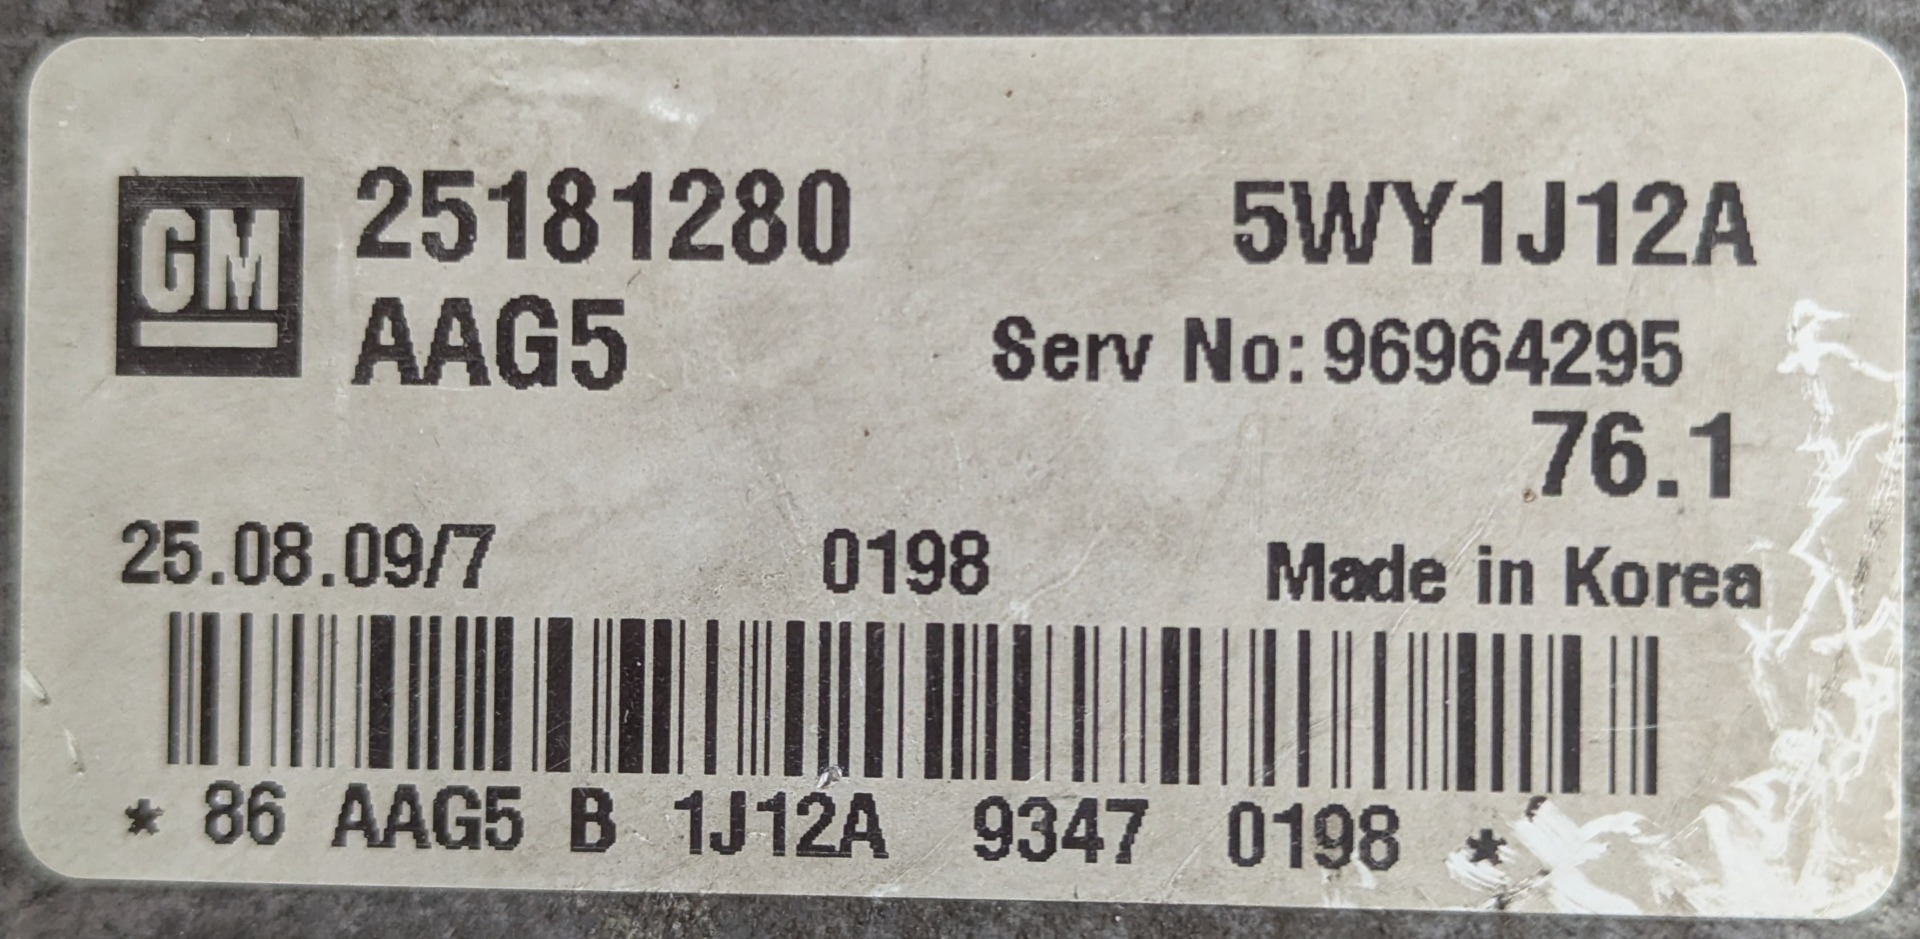 GM 25181280 5WY1J12A
AAG5 Serv No: 96964295
76.1
25.08.09/7 0198 Made in Korea
* 86 AAG5 B 1J12A 9347 0198 *